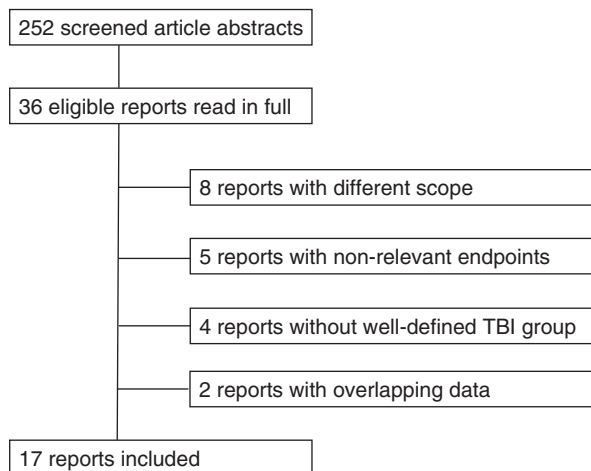 252 screened article abstracts
36 eligible reports read in full
8 reports with different scope
5 reports with non-relevant endpoints
4 reports without well-defined TBI group
2 reports with overlapping data
17 reports included